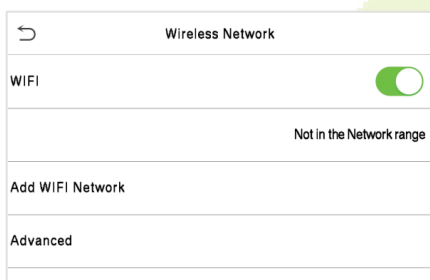 Wireless Network
WIFI
Not in the Network range
Add WIFI Network
Advanced